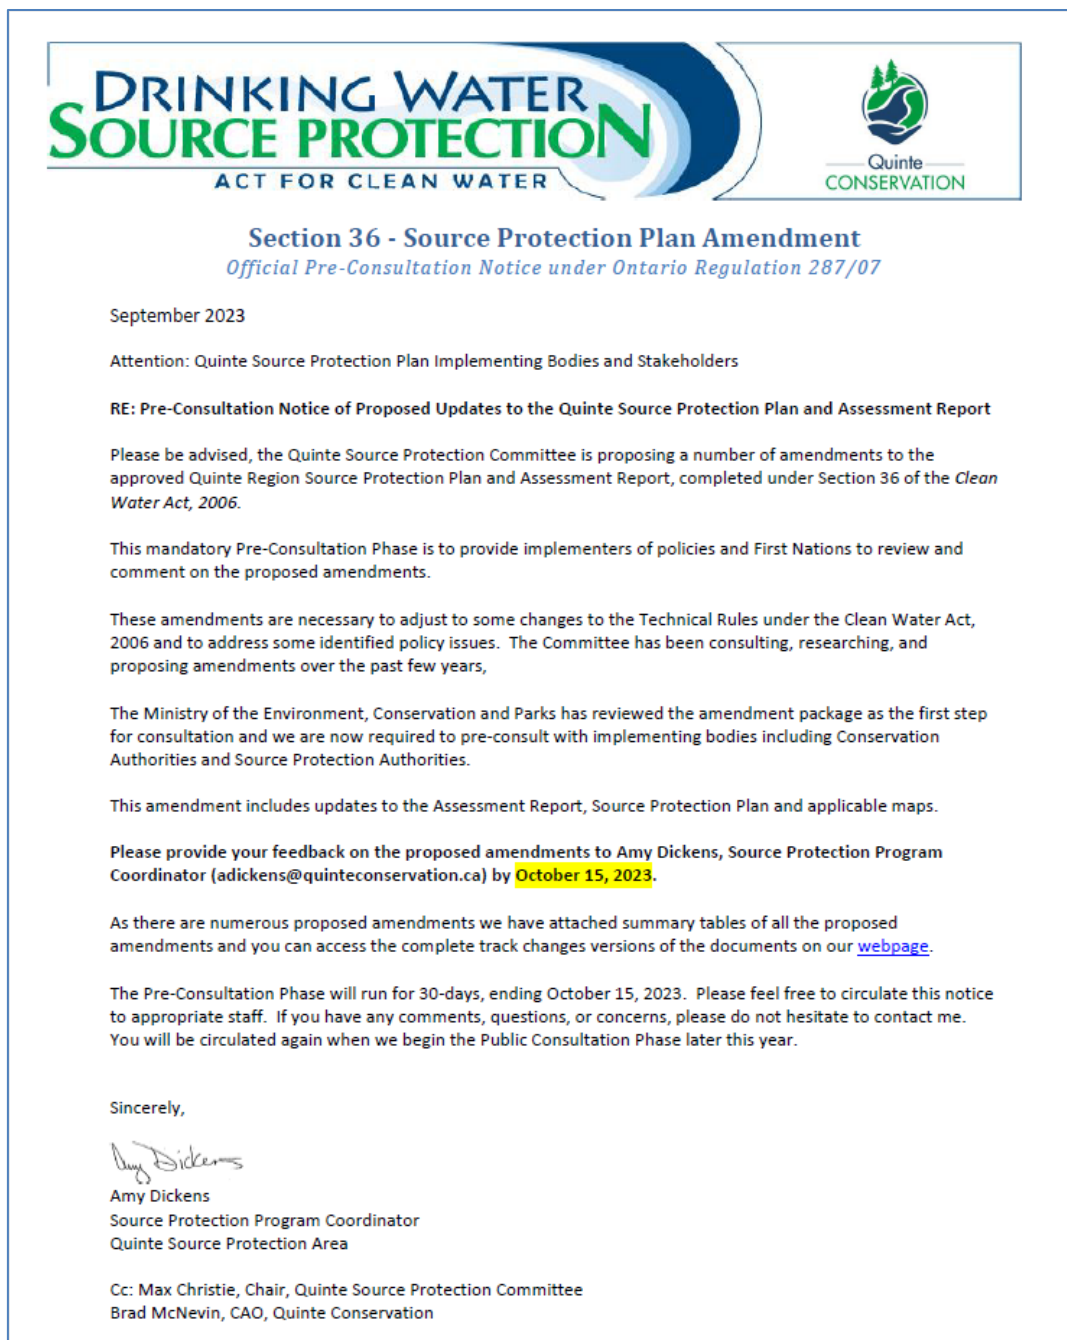 DRINKING WATER
SOURCE PROTECTION
ACT FOR CLEAN WATER
Quinte
CONSERVATION
Section 36 - Source Protection Plan Amendment
Official Pre-Consultation Notice under Ontario Regulation 287/07
September 2023
Attention: Quinte Source Protection Plan Implementing Bodies and Stakeholders
RE: Pre-Consultation Notice of Proposed Updates to the Quinte Source Protection Plan and Assessment Report
Please be advised, the Quinte Source Protection Committee is proposing a number of amendments to the
approved Quinte Region Source Protection Plan and Assessment Report, completed under Section 36 of the Clean
Water Act, 2006.
This mandatory Pre-Consultation Phase is to provide implementers of policies and First Nations to review and
comment on the proposed amendments.
These amendments are necessary to adjust to some changes to the Technical Rules under the Clean Water Act,
2006 and to address some identified policy issues.  The Committee has been consulting, researching, and
proposing amendments over the past few years,
The Ministry of the Environment, Conservation and Parks has reviewed the amendment package as the first step
for consultation and we are now required to pre-consult with implementing bodies including Conservation
Authorities and Source Protection Authorities.
This amendment includes updates to the Assessment Report, Source Protection Plan and applicable maps.
Please provide your feedback on the proposed amendments to Amy Dickens, Source Protection Program
Coordinator (adickens@quinteconservation.ca) by October 15, 2023.
As there are numerous proposed amendments we have attached summary tables of all the proposed
amendments and you can access the complete track changes versions of the documents on our webpage.
The Pre-Consultation Phase will run for 30-days, ending October 15, 2023.  Please feel free to circulate this notice
to appropriate staff.  If you have any comments, questions, or concerns, please do not hesitate to contact me.
You will be circulated again when we begin the Public Consultation Phase later this year.
Sincerely,
Amy Dickens
Amy Dickens
Source Protection Program Coordinator
Quinte Source Protection Area
Cc: Max Christie, Chair, Quinte Source Protection Committee
Brad McNevin, CAO, Quinte Conservation